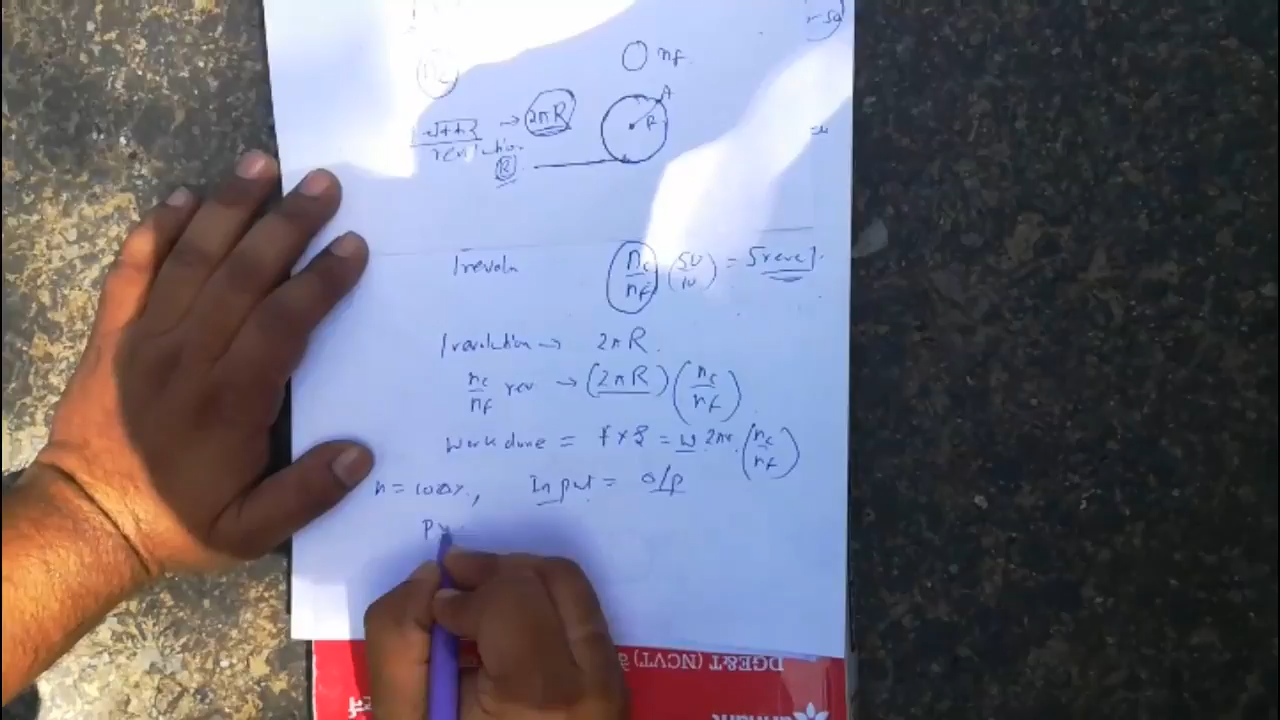 nf
A
2πR
R
revolution
R
1 revoln (nc/nf) (50/10) = 5 revol.
1 revolution → 2πR.
nc/nf rev → (2πR) (nc/nf)
Work done = F × S = W 2πr. (nc/nf)
η = 100%, Input = o/p
P ×
DGE&T (NCVT)